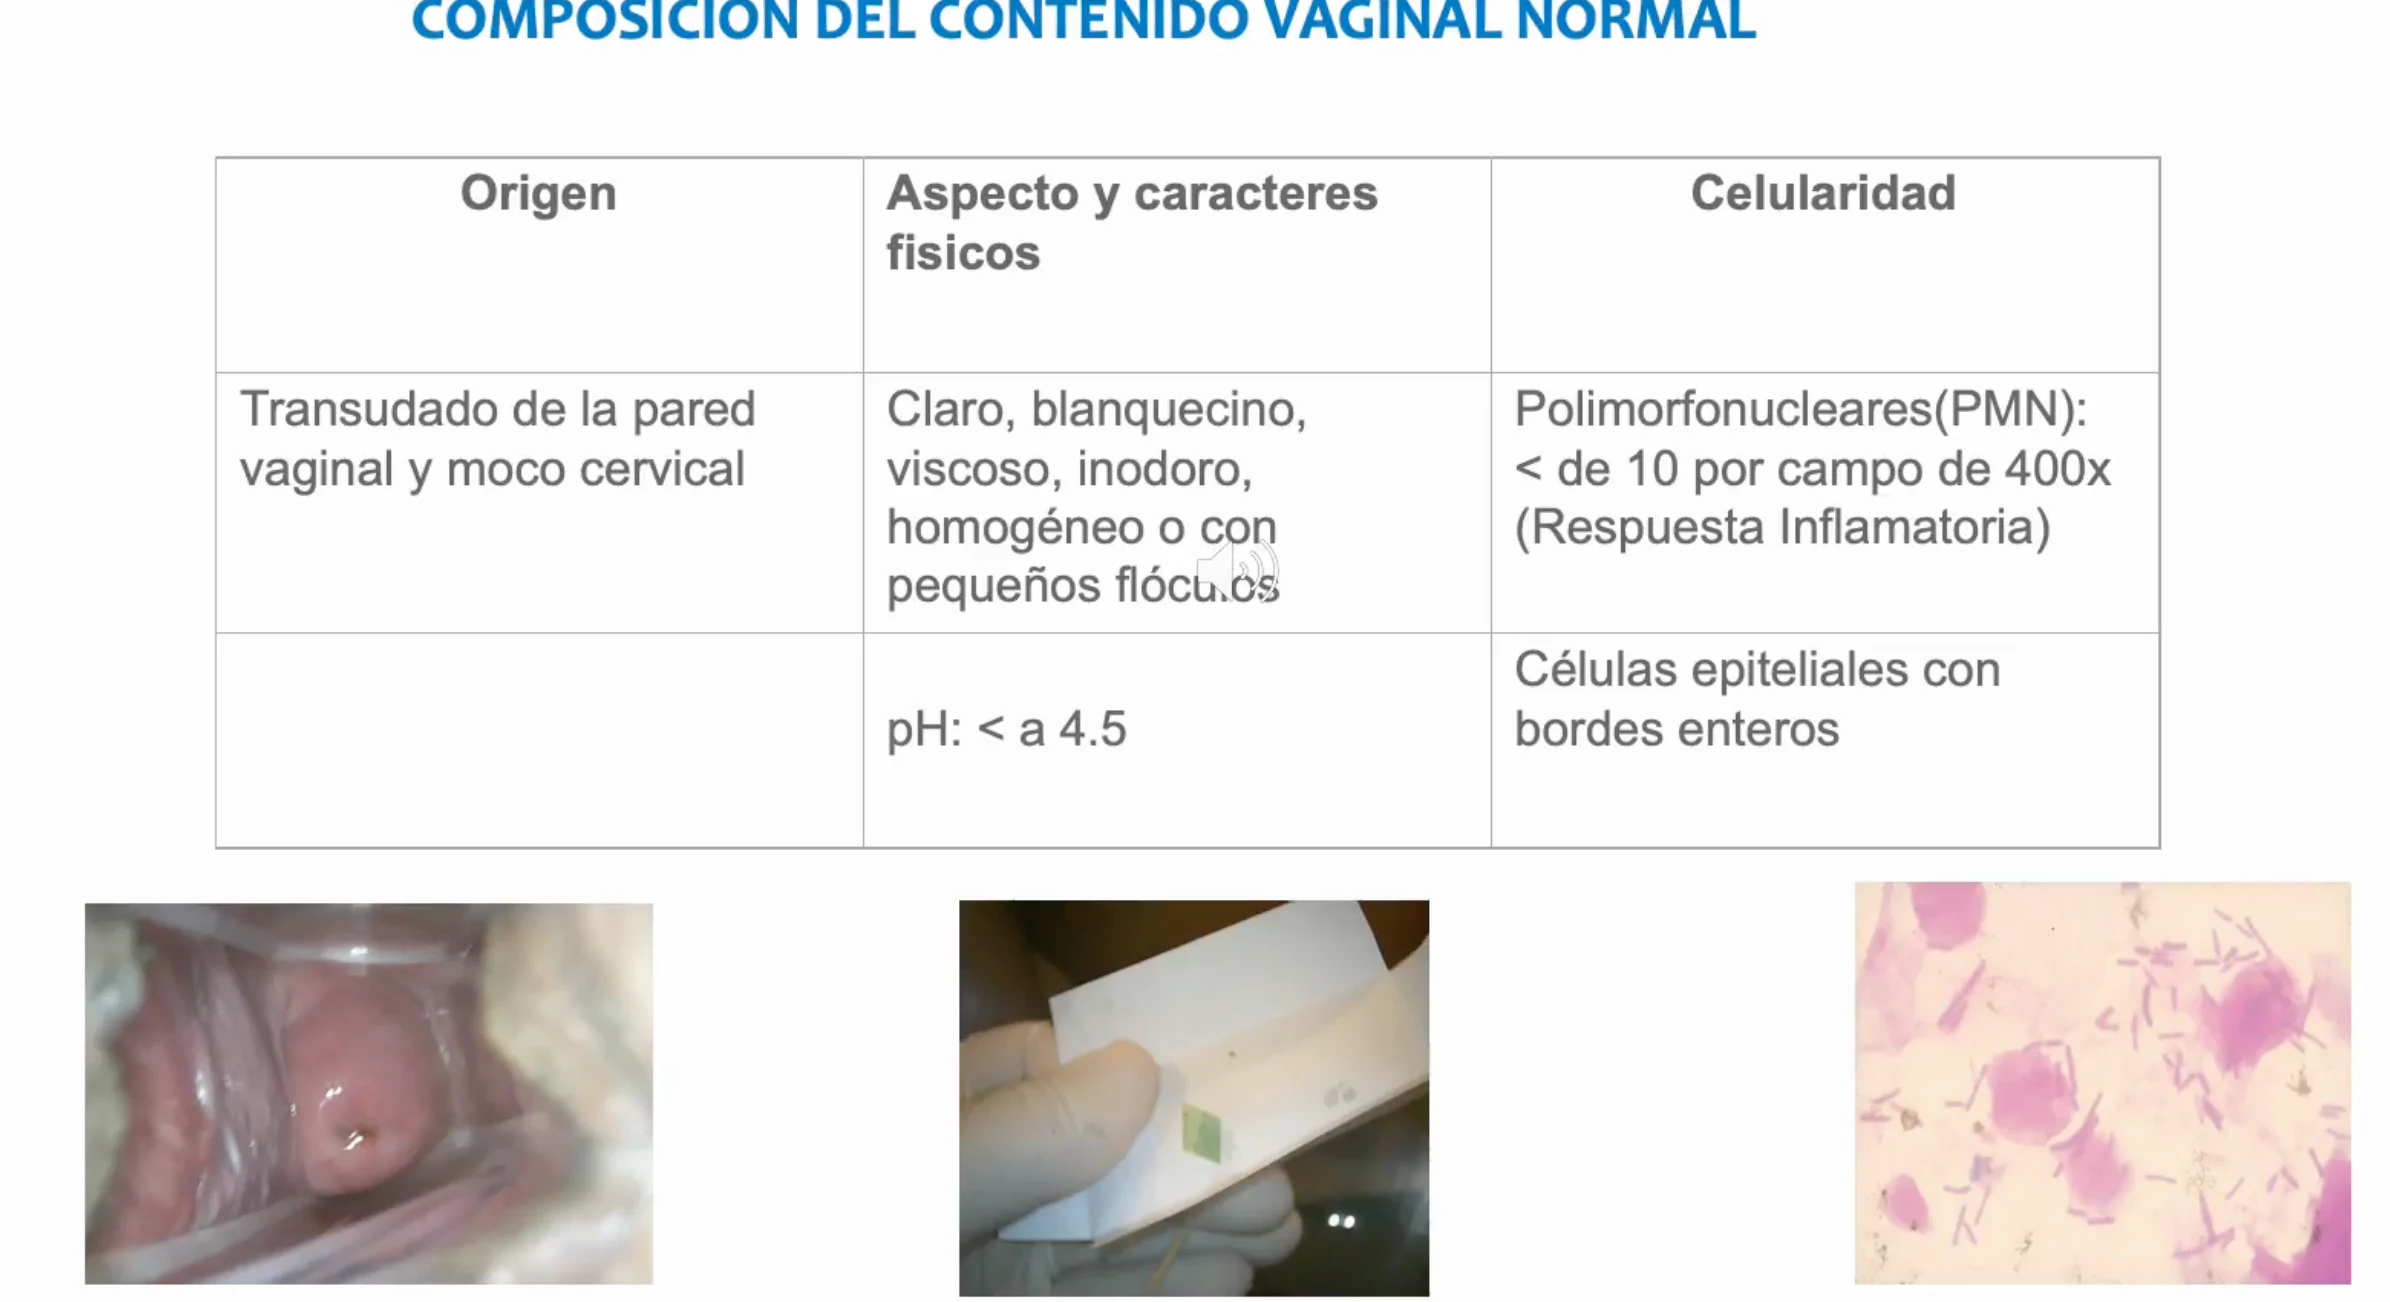 COMPOSICION DEL CONTENIDO VAGINAL NORMAL
Origen
Aspecto y caracteres
fisicos
Celularidad
Transudado de la pared
vaginal y moco cervical
Claro, blanquecino,
viscoso, inodoro,
homogéneo o con
pequeños flóculos
Polimorfonucleares(PMN):
< de 10 por campo de 400x
(Respuesta Inflamatoria)
pH: < a 4.5
Células epiteliales con
bordes enteros